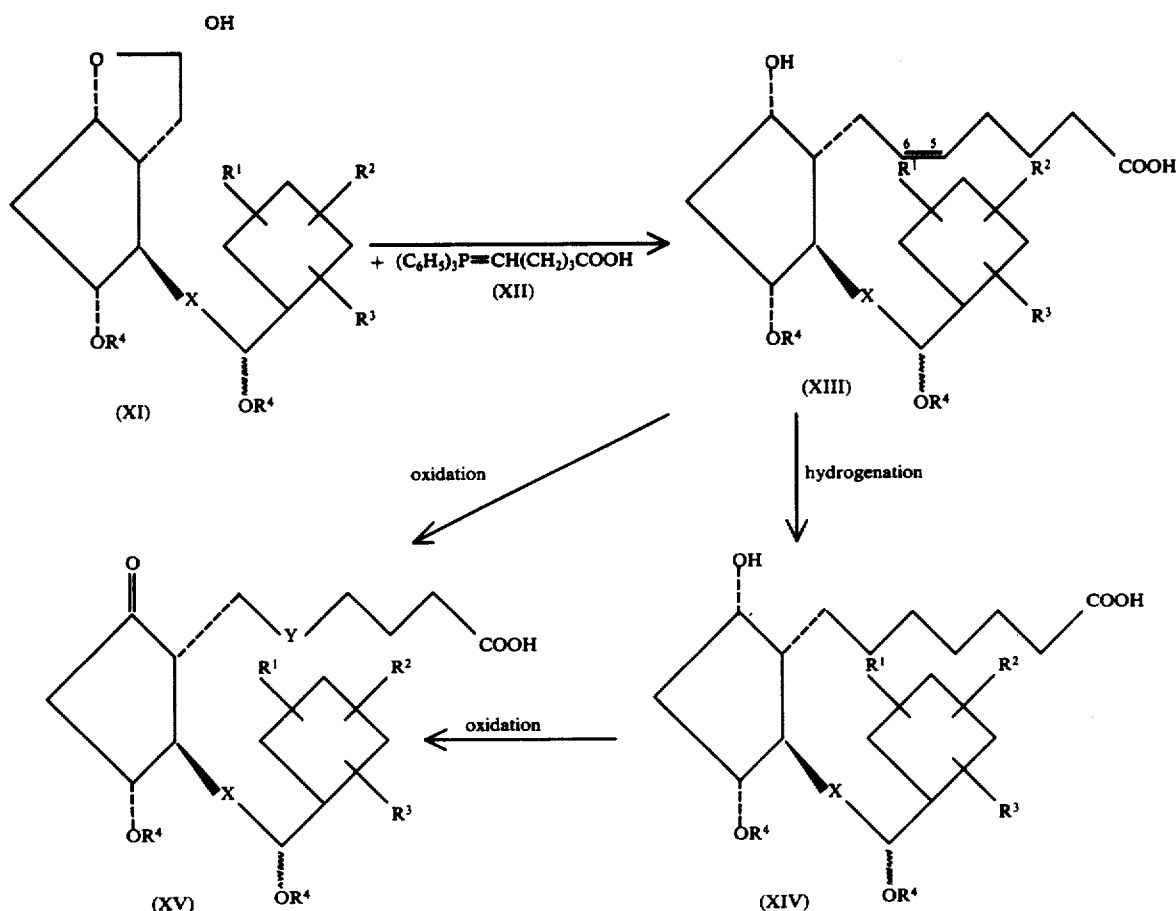 OH
O
OH
6 5
R¹ R²
R¹ R²
COOH
+ (C₆H₅)₃P=CH(CH₂)₃COOH
(XII)
X
R³
X
R³
OR⁴
OR⁴
OR⁴
OR⁴
(XI)
(XIII)
oxidation
hydrogenation
O
OH
COOH
Y
COOH
R¹ R²
R¹ R²
oxidation
X
R³
X
R³
OR⁴
OR⁴
OR⁴
OR⁴
(XV)
(XIV)